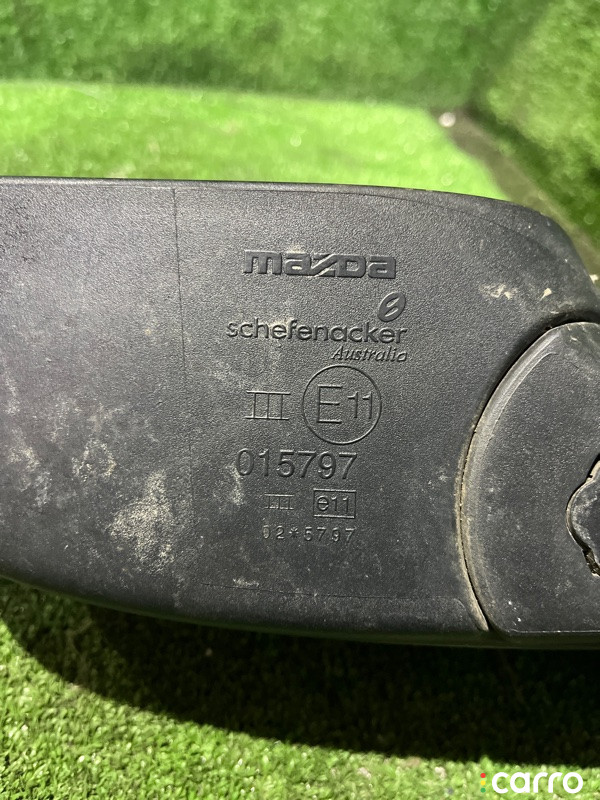 mazda
schefenacker
Australia
III E11
015797
III e11
02*5797
carro